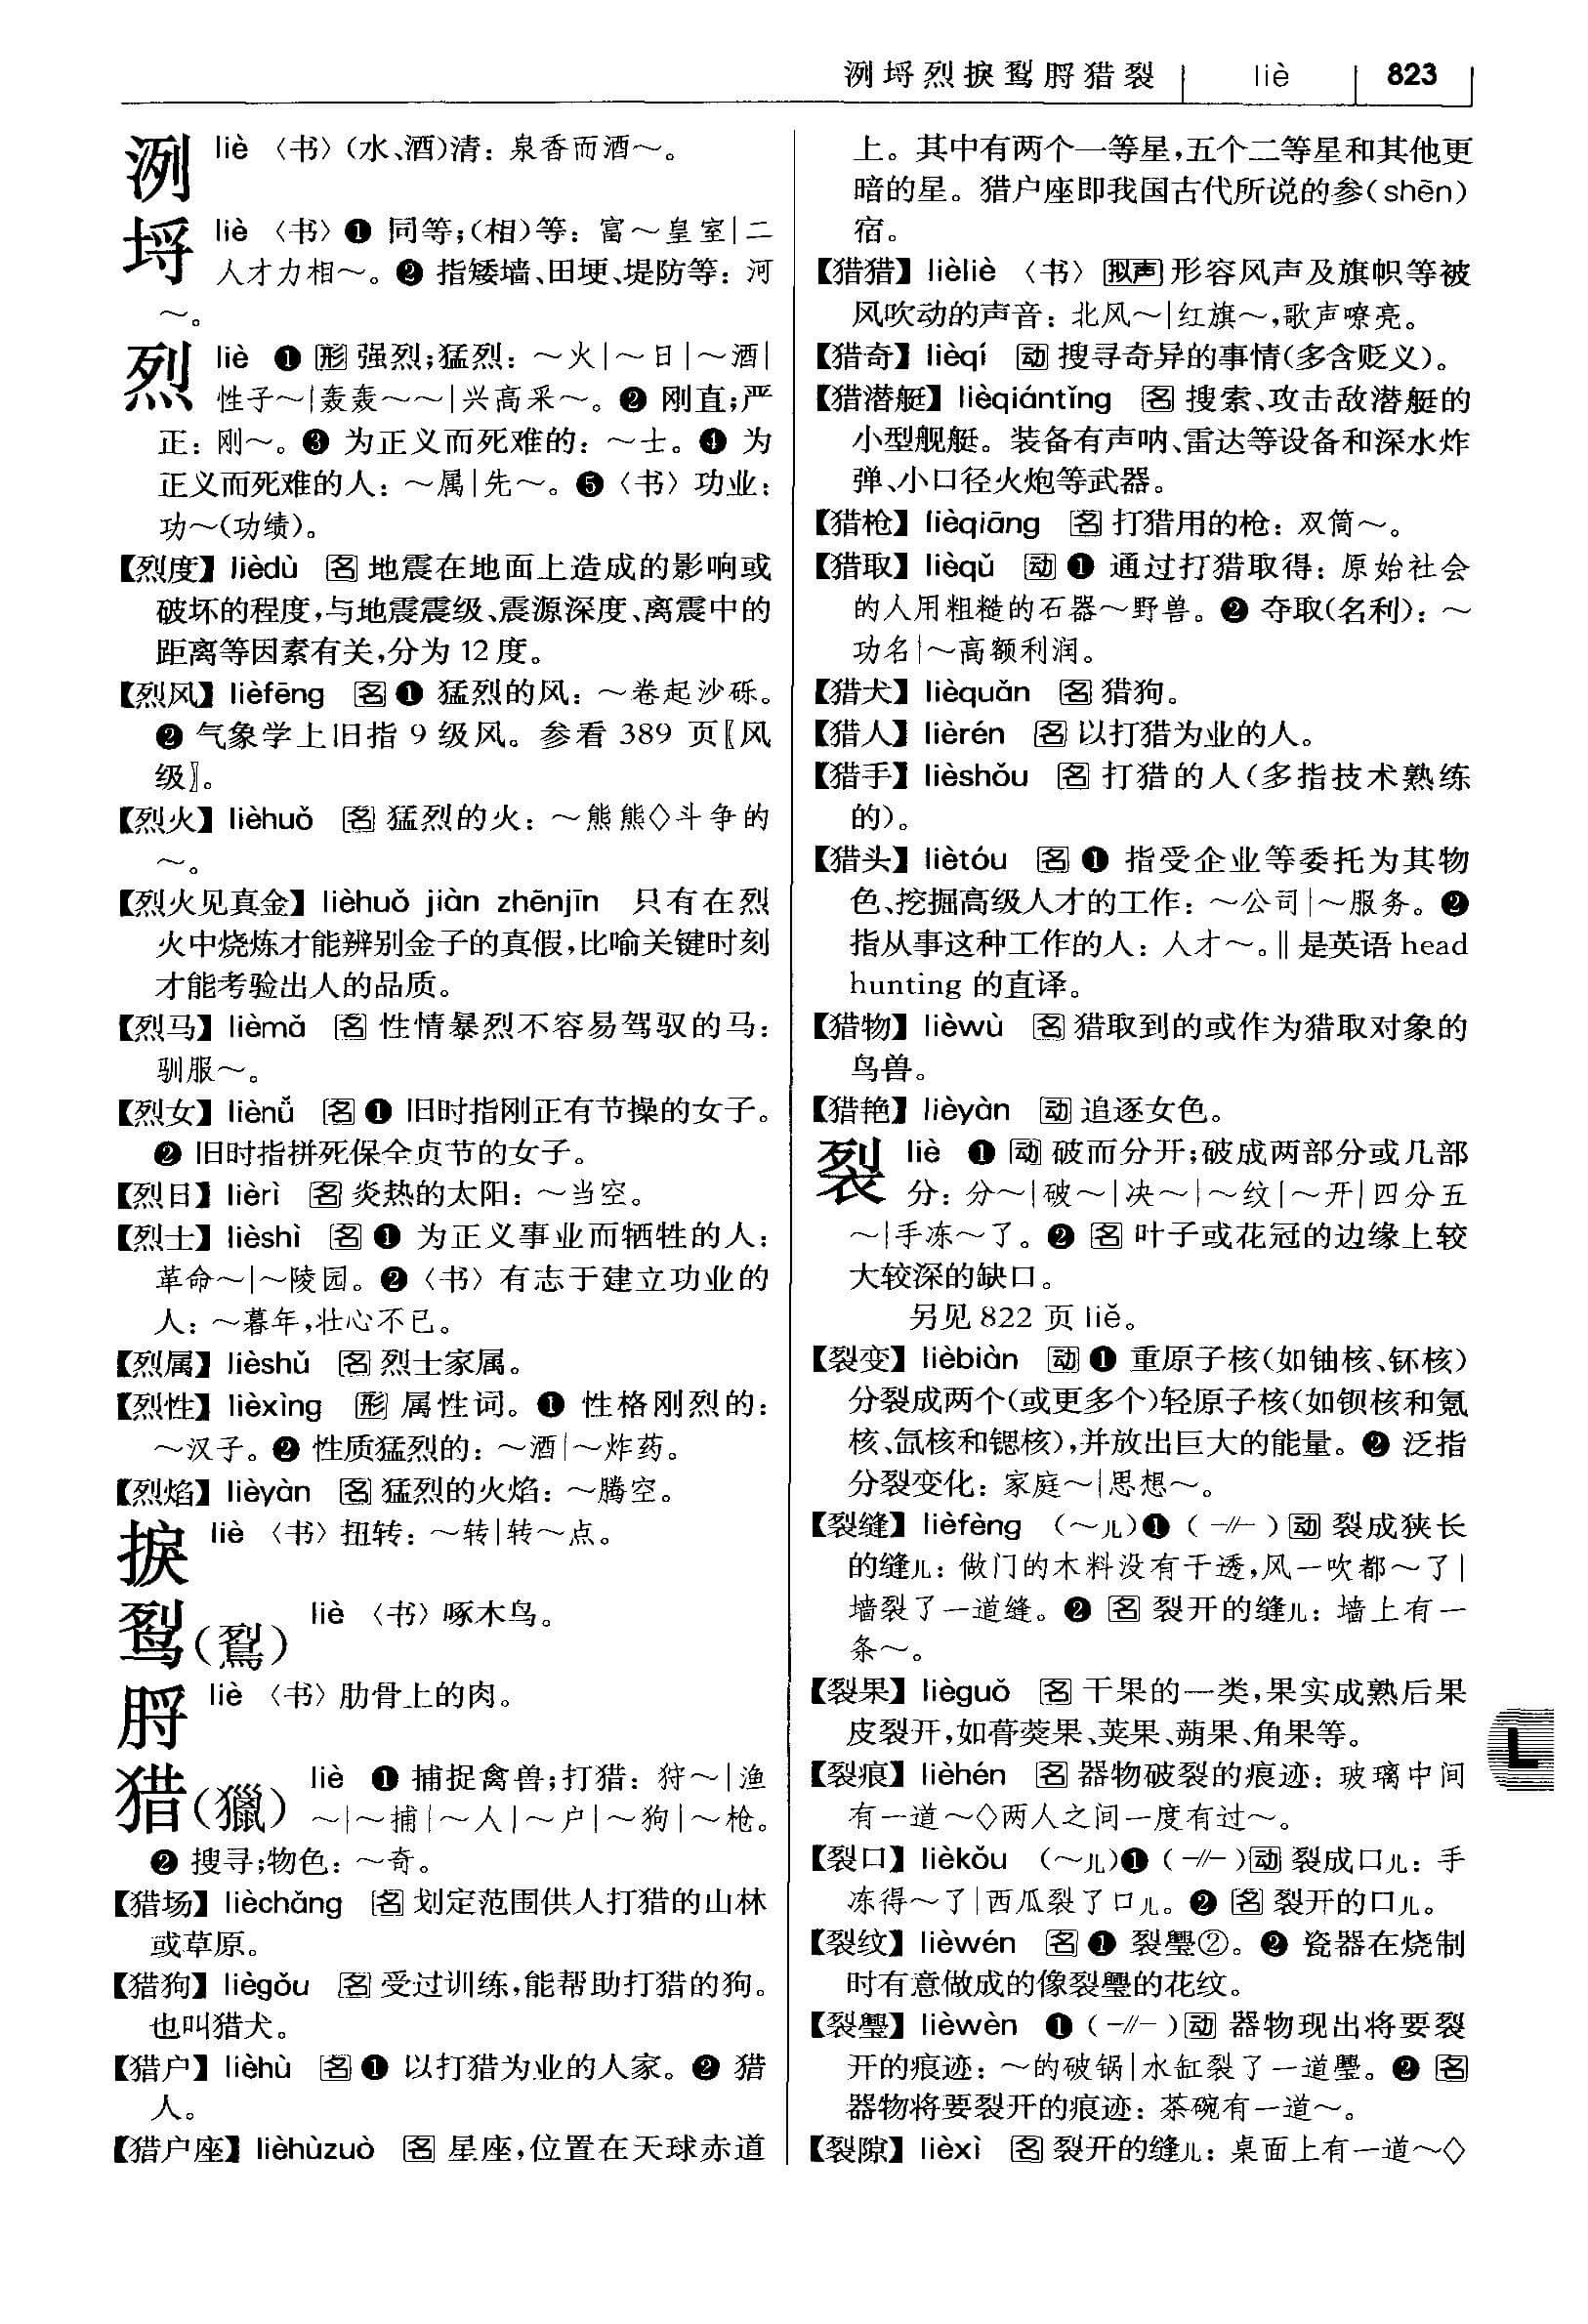 洌埒烈捩䴕脟猎裂 liè 823
洌 liè 〈书〉(水、酒)清：泉香而酒～。
埒 liè 〈书〉❶ 同等；(相)等：富～皇室|二
人才力相～。❷ 指矮墙、田埂、堤防等：河
～。
烈 liè ❶ 形 强烈；猛烈：～火|～日|～酒|
性子～|轰轰～～|兴高采～。❷ 刚直；严
正：刚～。❸ 为正义而死难的：～士。❹ 为
正义而死难的人：～属|先～。❺〈书〉功业：
功～(功绩)。
【烈度】lièdù 名 地震在地面上造成的影响或
破坏的程度，与地震震级、震源深度、离震中的
距离等因素有关，分为 12 度。
【烈风】lièfēng 名 ❶ 猛烈的风：～卷起沙砾。
❷ 气象学上旧指 9 级风。参看 389 页〖风
级〗。
【烈火】lièhuǒ 名 猛烈的火：～熊熊◇斗争的
～。
【烈火见真金】lièhuǒ jiàn zhēnjīn 只有在烈
火中烧炼才能辨别金子的真假，比喻关键时刻
才能考验出人的品质。
【烈马】lièmǎ 名 性情暴烈不容易驾驭的马：
驯服～。
【烈女】liènǚ 名 ❶ 旧时指刚正有节操的女子。
❷ 旧时指拼死保全贞节的女子。
【烈日】lièrì 名 炎热的太阳：～当空。
【烈士】lièshì 名 ❶ 为正义事业而牺牲的人：
革命～|～陵园。❷〈书〉有志于建立功业的
人：～暮年，壮心不已。
【烈属】lièshǔ 名 烈士家属。
【烈性】lièxìng 形 属性词。❶ 性格刚烈的：
～汉子。❷ 性质猛烈的：～酒|～炸药。
【烈焰】lièyàn 名 猛烈的火焰：～腾空。
捩 liè 〈书〉扭转：～转|转～点。
䴕(鴷) liè 〈书〉啄木鸟。
脟 liè 〈书〉肋骨上的肉。
猎(獵) liè ❶ 捕捉禽兽；打猎：狩～|渔
～|～捕|～人|～户|～狗|～枪。
❷ 搜寻；物色：～奇。
【猎场】lièchǎng 名 划定范围供人打猎的山林
或草原。
【猎狗】liègǒu 名 受过训练，能帮助打猎的狗。
也叫猎犬。
【猎户】lièhù 名 ❶ 以打猎为业的人家。❷ 猎
人。
【猎户座】lièhùzuò 名 星座，位置在天球赤道
上。其中有两个一等星，五个二等星和其他更
暗的星。猎户座即我国古代所说的参(shēn)
宿。
【猎猎】lièliè 〈书〉拟声 形容风声及旗帜等被
风吹动的声音：北风～|红旗～，歌声嘹亮。
【猎奇】lièqí 动 搜寻奇异的事情(多含贬义)。
【猎潜艇】lièqiántǐng 名 搜索、攻击敌潜艇的
小型舰艇。装备有声呐、雷达等设备和深水炸
弹、小口径火炮等武器。
【猎枪】lièqiāng 名 打猎用的枪：双筒～。
【猎取】lièqǔ 动 ❶ 通过打猎取得：原始社会
的人用粗糙的石器～野兽。❷ 夺取(名利)：～
功名|～高额利润。
【猎犬】lièquǎn 名 猎狗。
【猎人】lièrén 名 以打猎为业的人。
【猎手】lièshǒu 名 打猎的人(多指技术熟练
的)。
【猎头】liètóu 名 ❶ 指受企业等委托为其物
色、挖掘高级人才的工作：～公司|～服务。❷
指从事这种工作的人：人才～。‖是英语 head
hunting 的直译。
【猎物】lièwù 名 猎取到的或作为猎取对象的
鸟兽。
【猎艳】lièyàn 动 追逐女色。
裂 liè ❶ 动 破而分开；破成两部分或几部
分：分～|破～|决～|～纹|～开|四分五
～|手冻～了。❷ 名 叶子或花冠的边缘上较
大较深的缺口。
另见 822 页 liě。
【裂变】lièbiàn 动 ❶ 重原子核(如铀核、钚核)
分裂成两个(或更多个)轻原子核(如钡核和氪
核、氙核和锶核)，并放出巨大的能量。❷ 泛指
分裂变化：家庭～|思想～。
【裂缝】lièfèng (～儿)❶ (-//-) 动 裂成狭长
的缝儿：做门的木料没有干透，风一吹都～了|
墙裂了一道缝。❷ 名 裂开的缝儿：墙上有一
条～。
【裂果】lièguǒ 名 干果的一类，果实成熟后果
皮裂开，如蓇葖果、荚果、蒴果、角果等。
【裂痕】lièhén 名 器物破裂的痕迹：玻璃中间
有一道～◇两人之间一度有过～。
【裂口】lièkǒu (～儿)❶ (-//-) 动 裂成口儿：手
冻得～了|西瓜裂了口儿。❷ 名 裂开的口儿。
【裂纹】lièwén 名 ❶ 裂璺②。❷ 瓷器在烧制
时有意做成的像裂璺的花纹。
【裂璺】lièwèn ❶ (-//-) 动 器物现出将要裂
开的痕迹：～的破锅|水缸裂了一道璺。❷ 名
器物将要裂开的痕迹：茶碗有一道～。
【裂隙】lièxì 名 裂开的缝儿：桌面上有一道～◇
L